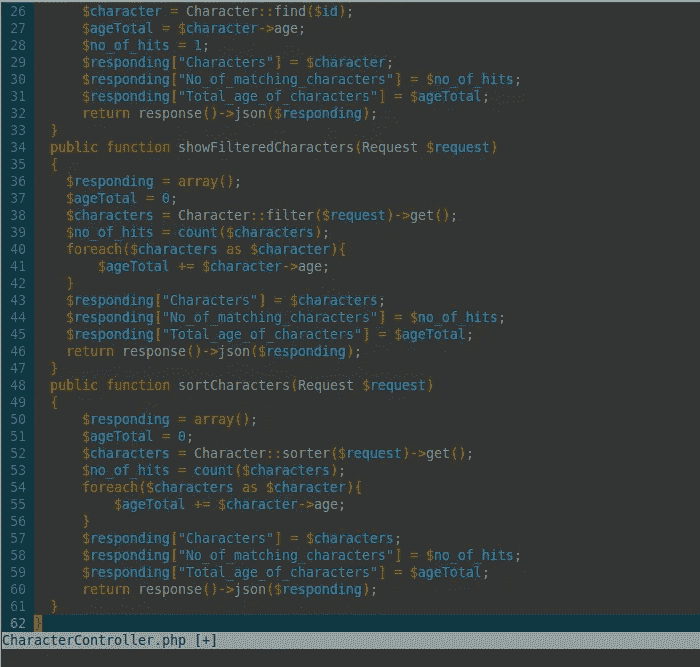 26 $character = Character::find($id);
27 $ageTotal = $character->age;
28 $no_of_hits = 1;
29 $responding["Characters"] = $character;
30 $responding["No_of_matching_characters"] = $no_of_hits;
31 $responding["Total_age_of_characters"] = $ageTotal;
32 return response()->json($responding);
33 }
34 public function showFilteredCharacters(Request $request)
35 {
36 $responding = array();
37 $ageTotal = 0;
38 $characters = Character::filter($request)->get();
39 $no_of_hits = count($characters);
40 foreach($characters as $character){
41 $ageTotal += $character->age;
42 }
43 $responding["Characters"] = $characters;
44 $responding["No_of_matching_characters"] = $no_of_hits;
45 $responding["Total_age_of_characters"] = $ageTotal;
46 return response()->json($responding);
47 }
48 public function sortCharacters(Request $request)
49 {
50 $responding = array();
51 $ageTotal = 0;
52 $characters = Character::sorter($request)->get();
53 $no_of_hits = count($characters);
54 foreach($characters as $character){
55 $ageTotal += $character->age;
56 }
57 $responding["Characters"] = $characters;
58 $responding["No_of_matching_characters"] = $no_of_hits;
59 $responding["Total_age_of_characters"] = $ageTotal;
60 return response()->json($responding);
61 }
62 }
CharacterController.php [+]